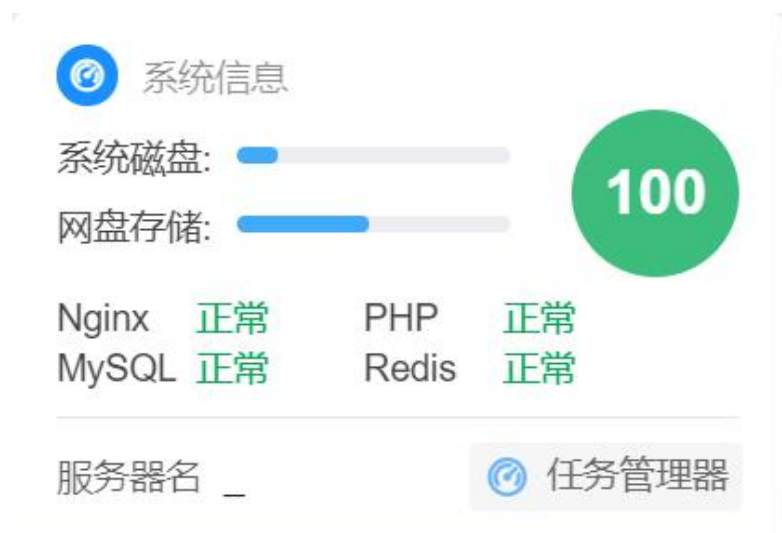 系统信息
系统磁盘:
100
网盘存储:
Nginx 正常 PHP 正常
MySQL 正常 Redis 正常
服务器名 _ 任务管理器